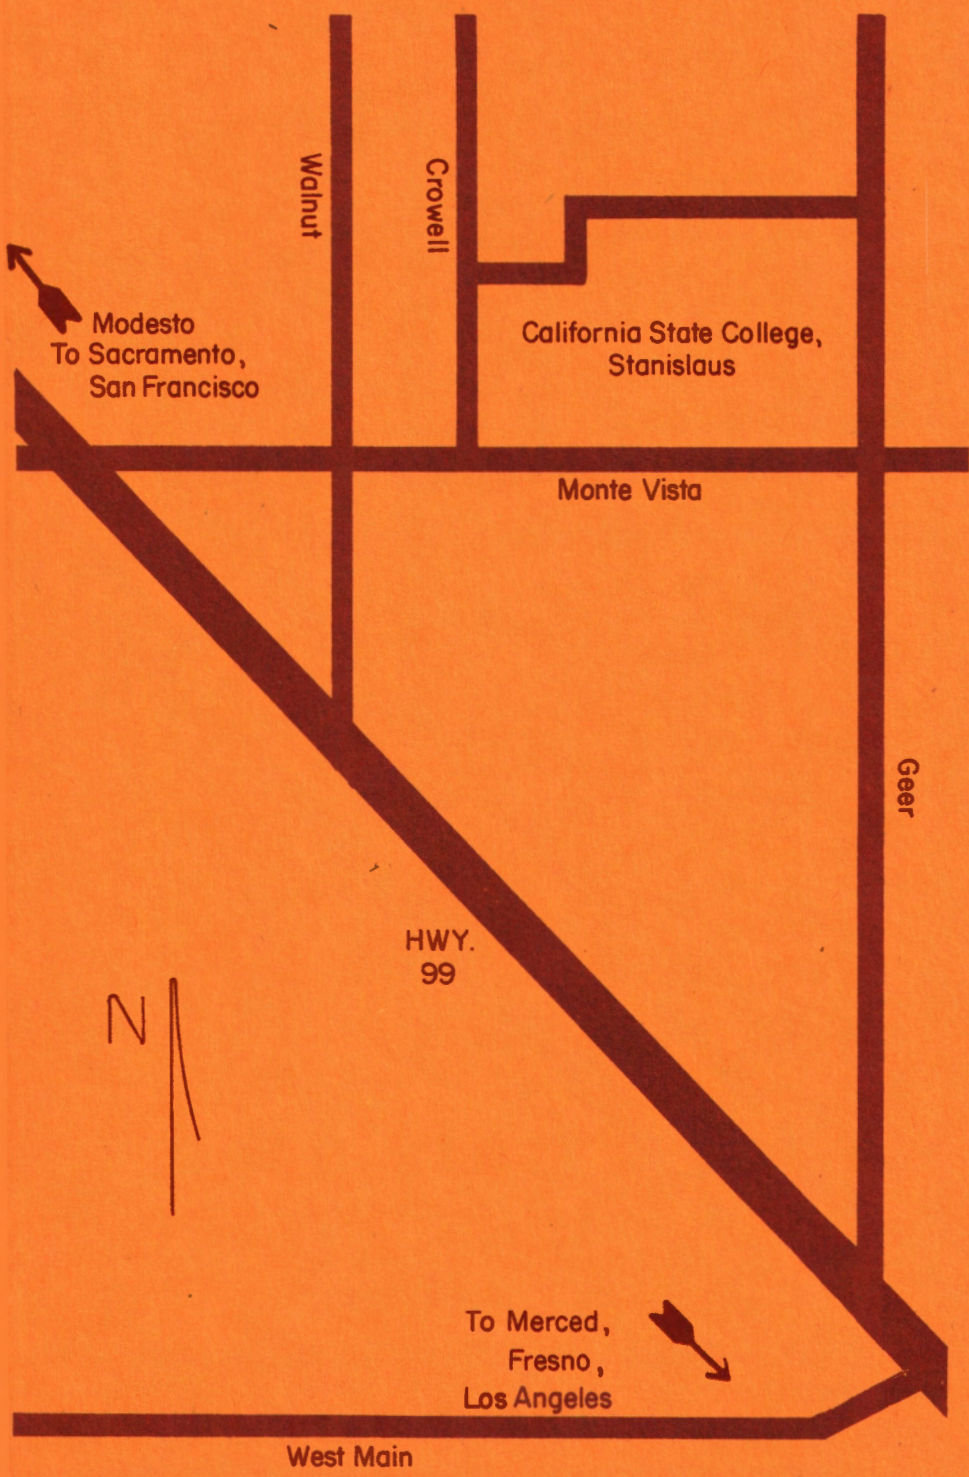 Walnut
Crowell
Modesto
To Sacramento,
San Francisco
California State College,
Stanislaus
Monte Vista
Geer
HWY.
99
N
To Merced,
Fresno,
Los Angeles
West Main